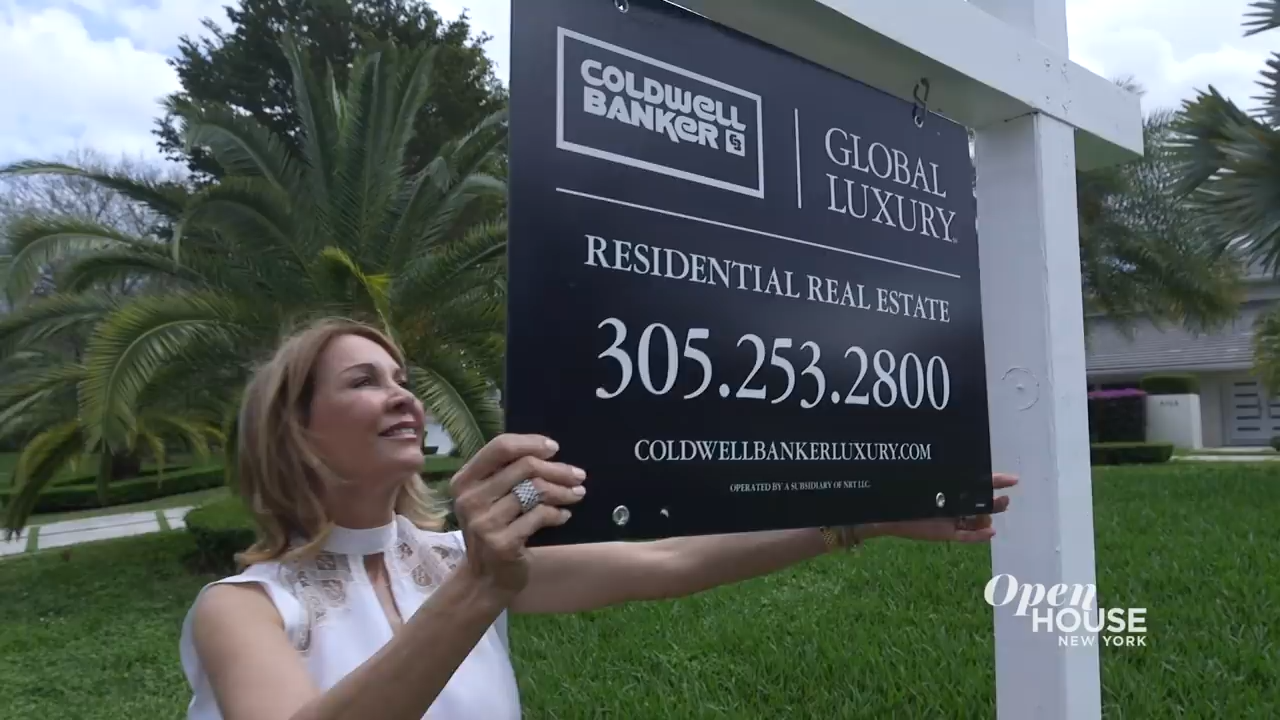 COLDWELL
BANKER
GLOBAL
LUXURY
RESIDENTIAL REAL ESTATE
305.253.2800
COLDWELLBANKERLUXURY.COM
OPERATED BY A SUBSIDIARY OF NRT LLC.
Open
HOUSE
NEW YORK